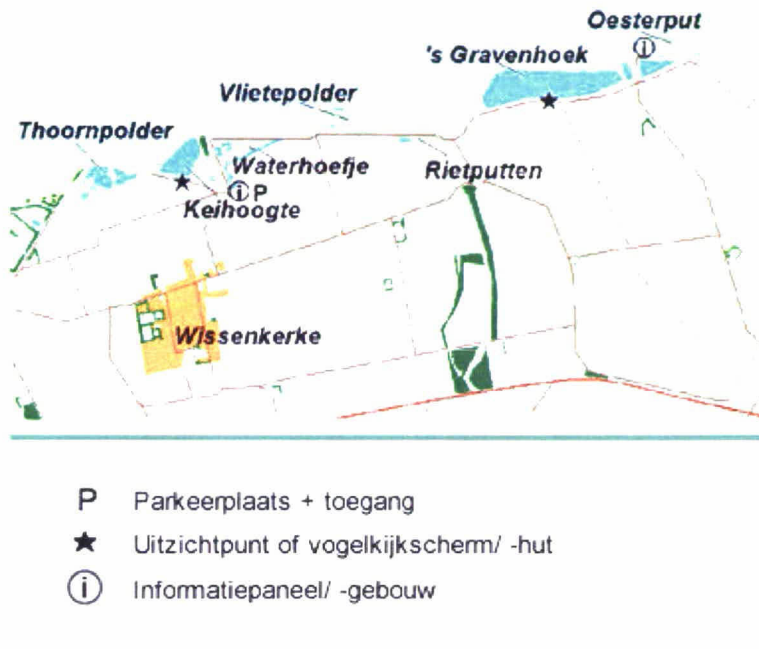 Oesterput
's Gravenhoek
ⓘ
Vlietepolder
Thoornpolder
Waterhoefje
Rietputten
ⓘ P
Keihoogte
Wissenkerke
P Parkeerplaats + toegang
★ Uitzichtpunt of vogelkijkscherm/ -hut
ⓘ Informatiepaneel/ -gebouw